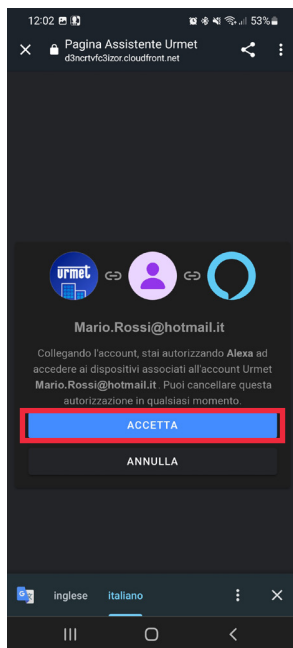 12:02 53%
Pagina Assistente Urmet
d3ncrtvfc3izor.cloudfront.net
urmet
Mario.Rossi@hotmail.it
Collegando l'account, stai autorizzando Alexa ad
accedere ai dispositivi associati all'account Urmet
Mario.Rossi@hotmail.it. Puoi cancellare questa
autorizzazione in qualsiasi momento.
ACCETTA
ANNULLA
inglese italiano